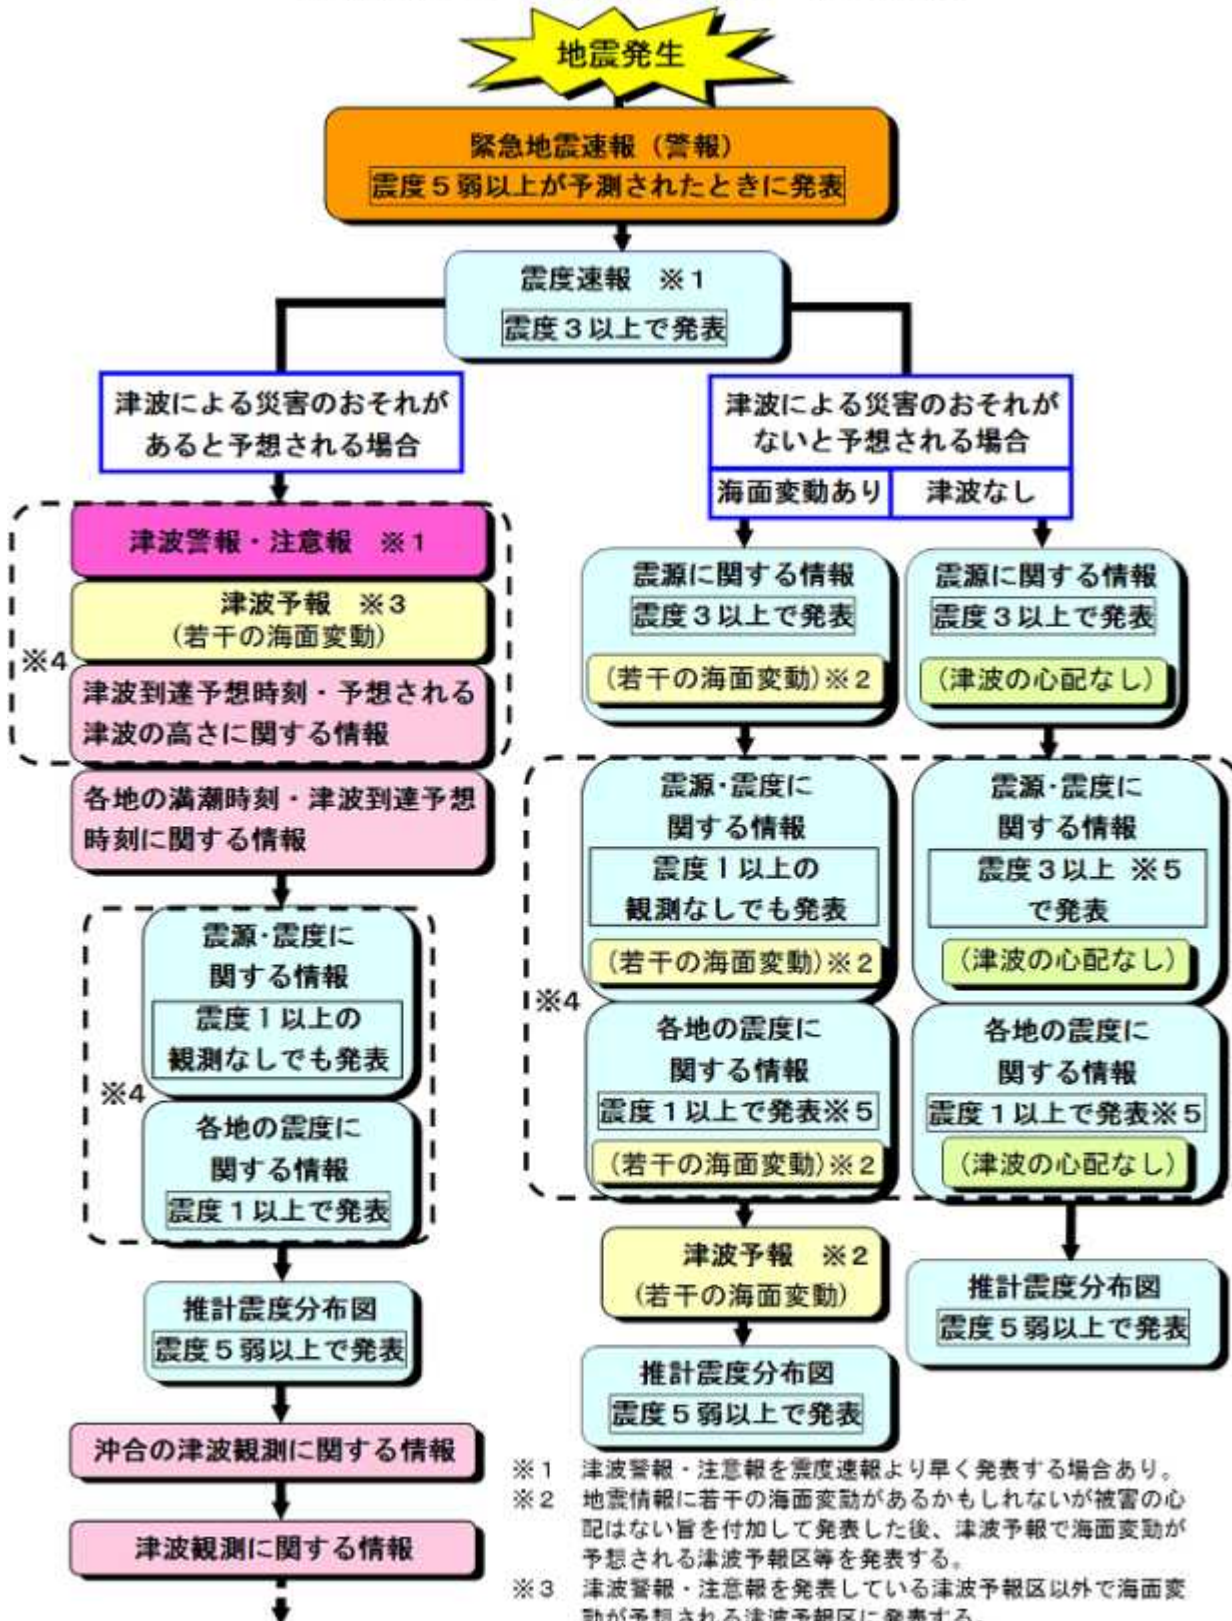 地震発生
緊急地震速報（警報）
震度５弱以上が予測されたときに発表
震度速報　※１
震度３以上で発表
津波による災害のおそれが
あると予想される場合
津波警報・注意報　※１
津波予報　※３
(若干の海面変動)
※4
津波到達予想時刻・予想される
津波の高さに関する情報
各地の満潮時刻・津波到達予想
時刻に関する情報
震源･震度に
関する情報
震度１以上の
観測なしでも発表
※4
各地の震度に
関する情報
震度１以上で発表
推計震度分布図
震度５弱以上で発表
沖合の津波観測に関する情報
津波観測に関する情報
津波による災害のおそれが
ないと予想される場合
海面変動あり
津波なし
震源に関する情報
震度３以上で発表
(若干の海面変動)※２
震源･震度に
関する情報
震度１以上の
観測なしでも発表
(若干の海面変動)※２
※4
各地の震度に
関する情報
震度１以上で発表※５
(若干の海面変動)※２
津波予報　※２
(若干の海面変動)
推計震度分布図
震度５弱以上で発表
震源に関する情報
震度３以上で発表
(津波の心配なし)
震源･震度に
関する情報
震度３以上 ※５
で発表
(津波の心配なし)
各地の震度に
関する情報
震度１以上で発表※５
(津波の心配なし)
推計震度分布図
震度５弱以上で発表
※１　津波警報・注意報を震度速報より早く発表する場合あり。
※２　地震情報に若干の海面変動があるかもしれないが被害の心
配はない旨を付加して発表した後、津波予報で海面変動が
予想される津波予報区等を発表する。
※３　津波警報・注意報を発表している津波予報区以外で海面変
動が予想される津波予報区に発表する。